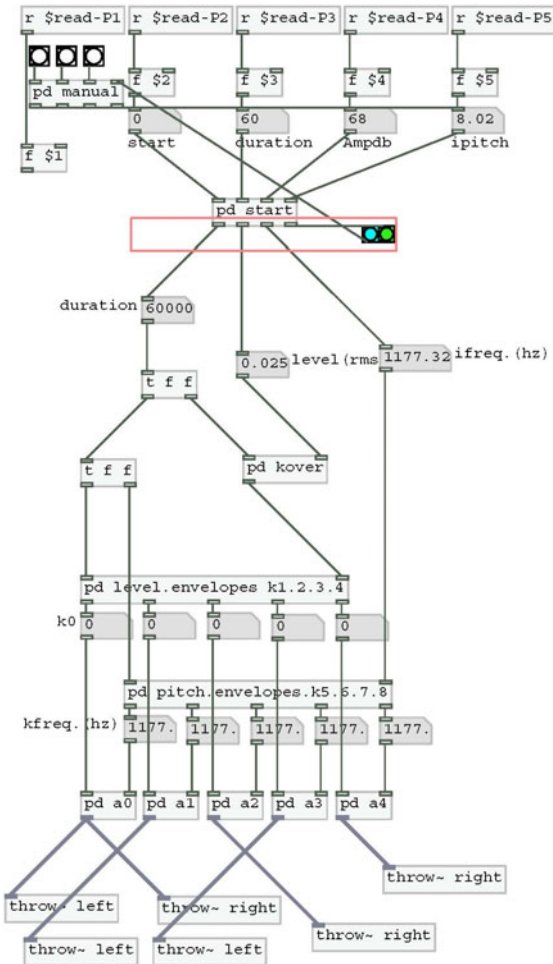 r $read-P1 r $read-P2 r $read-P3 r $read-P4 r $read-P5
f $2 f $3 f $4 f $5
pd manual
0 60 68 8.02
start duration Ampdb ipitch
f $1
pd start
duration 60000
0.025 level(rms 1177.32 ifreq.(hz)
t f f
t f f pd kover
pd level.envelopes k1.2.3.4
k0 0 0 0 0 0
pd pitch.envelopes.k5.6.7.8
kfreq.(hz) 1177. 1177. 1177. 1177. 1177.
pd a0 pd a1 pd a2 pd a3 pd a4
throw~ right
throw~ left throw~ right
throw~ right
throw~ left throw~ left